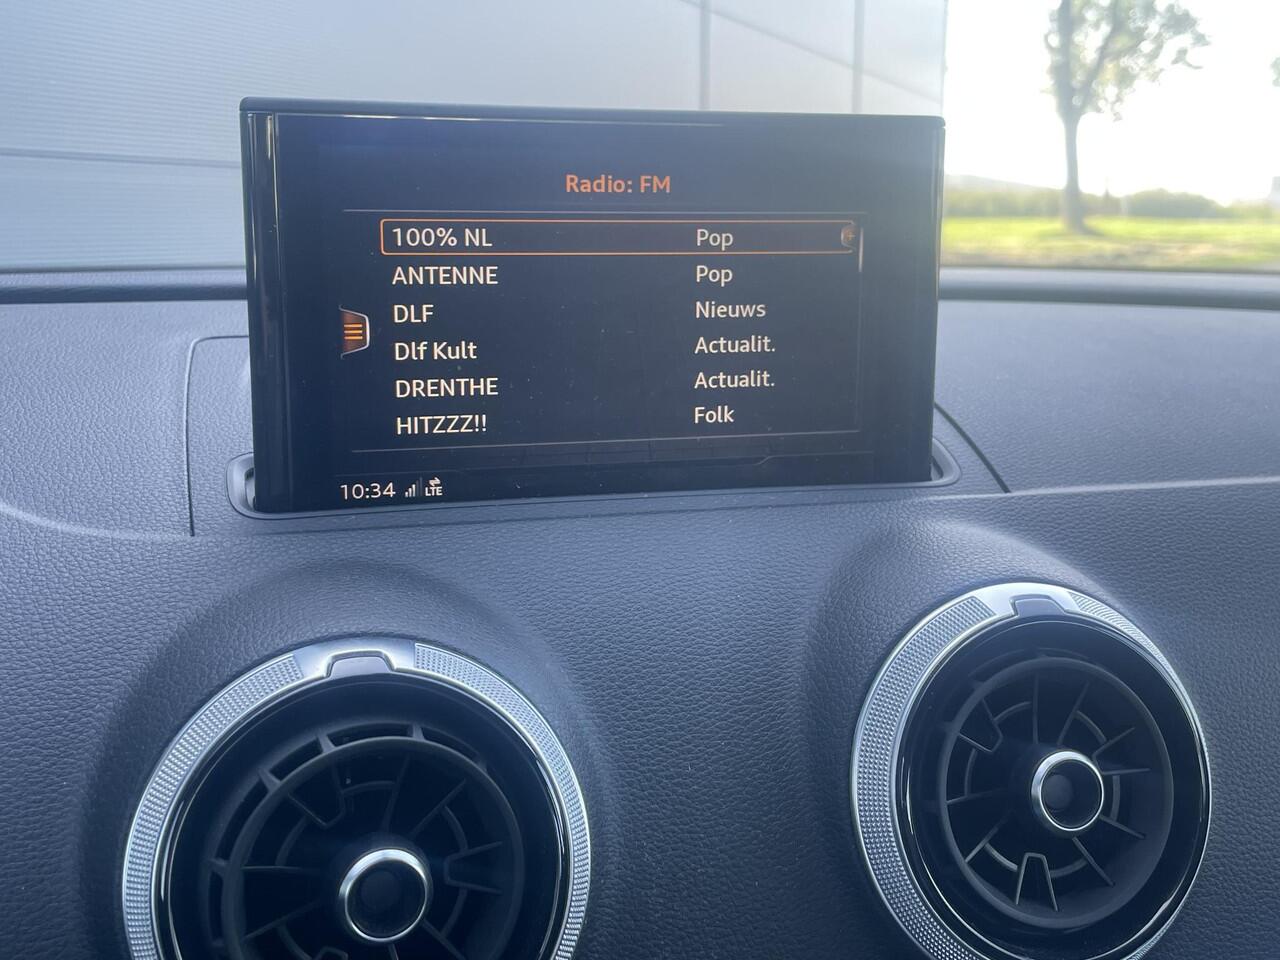 Radio: FM
100% NL Pop
ANTENNE Pop
DLF Nieuws
Dlf Kult Actualit.
DRENTHE Actualit.
HITZZZ!! Folk
10:34 LTE